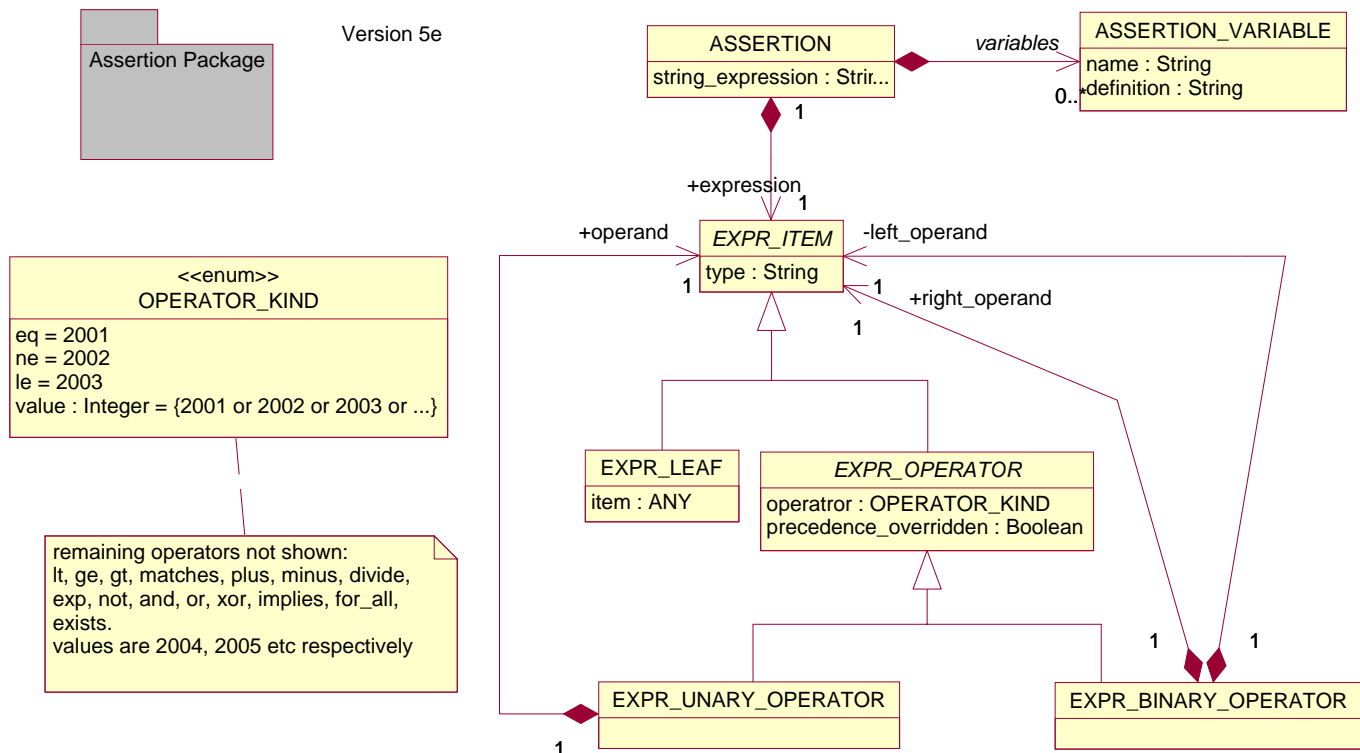 Assertion Package
Version 5e
ASSERTION
string_expression : Strir...
variables
ASSERTION_VARIABLE
name : String
definition : String
0..*
1
+expression
1
+operand
1
EXPR_ITEM
type : String
-left_operand
1
+right_operand
1
<<enum>>
OPERATOR_KIND
eq = 2001
ne = 2002
le = 2003
value : Integer = {2001 or 2002 or 2003 or ...}
remaining operators not shown:
lt, ge, gt, matches, plus, minus, divide,
exp, not, and, or, xor, implies, for_all,
exists.
values are 2004, 2005 etc respectively
EXPR_LEAF
item : ANY
EXPR_OPERATOR
operatror : OPERATOR_KIND
precedence_overridden : Boolean
EXPR_UNARY_OPERATOR
1
1
1
EXPR_BINARY_OPERATOR